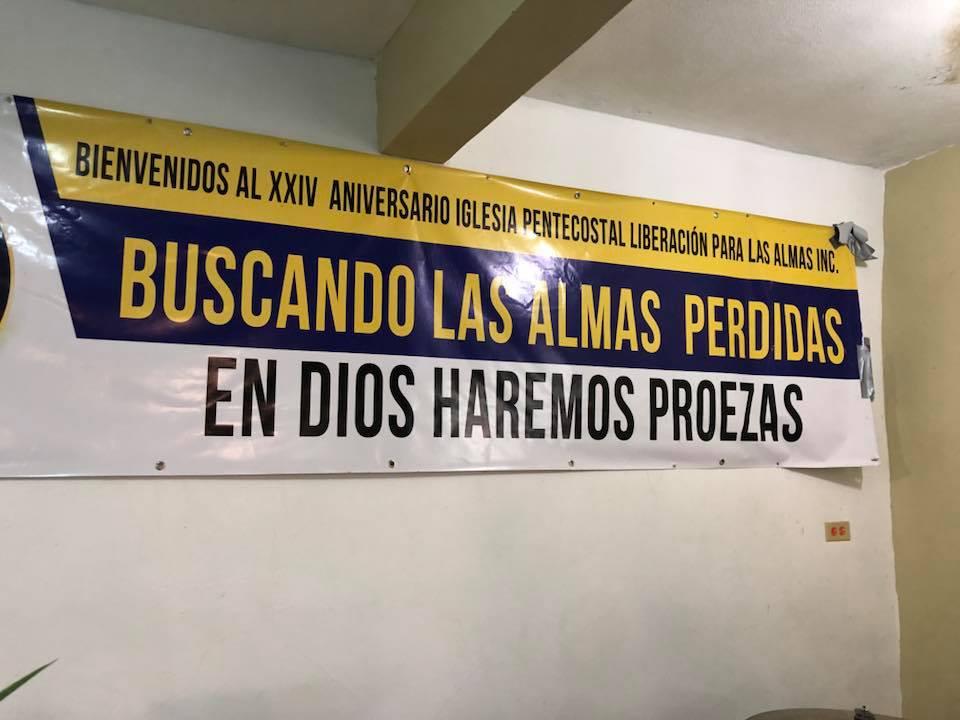 BIENVENIDOS AL XXIV ANIVERSARIO IGLESIA PENTECOSTAL LIBERACIÓN PARA LAS ALMAS INC.
BUSCANDO LAS ALMAS PERDIDAS
EN DIOS HAREMOS PROEZAS